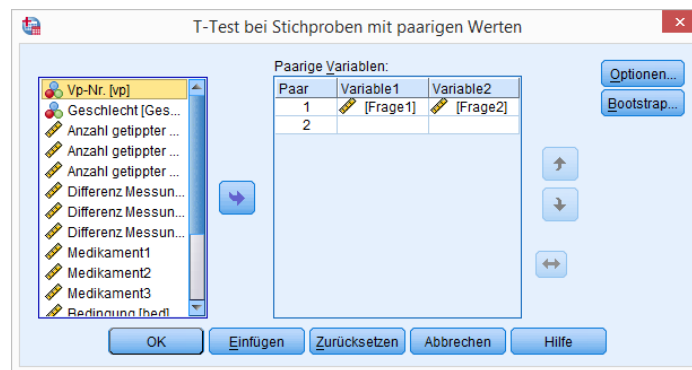 T-Test bei Stichproben mit paarigen Werten
Paarige Variablen:
Vp-Nr. [vp]
Geschlecht [Ges...
Anzahl getippter ...
Anzahl getippter ...
Anzahl getippter ...
Differenz Messun...
Differenz Messun...
Differenz Messun...
Medikament1
Medikament2
Medikament3
Bedingung [bed]
Paar Variable1 Variable2
1 [Frage1] [Frage2]
2
Optionen...
Bootstrap...
OK Einfügen Zurücksetzen Abbrechen Hilfe